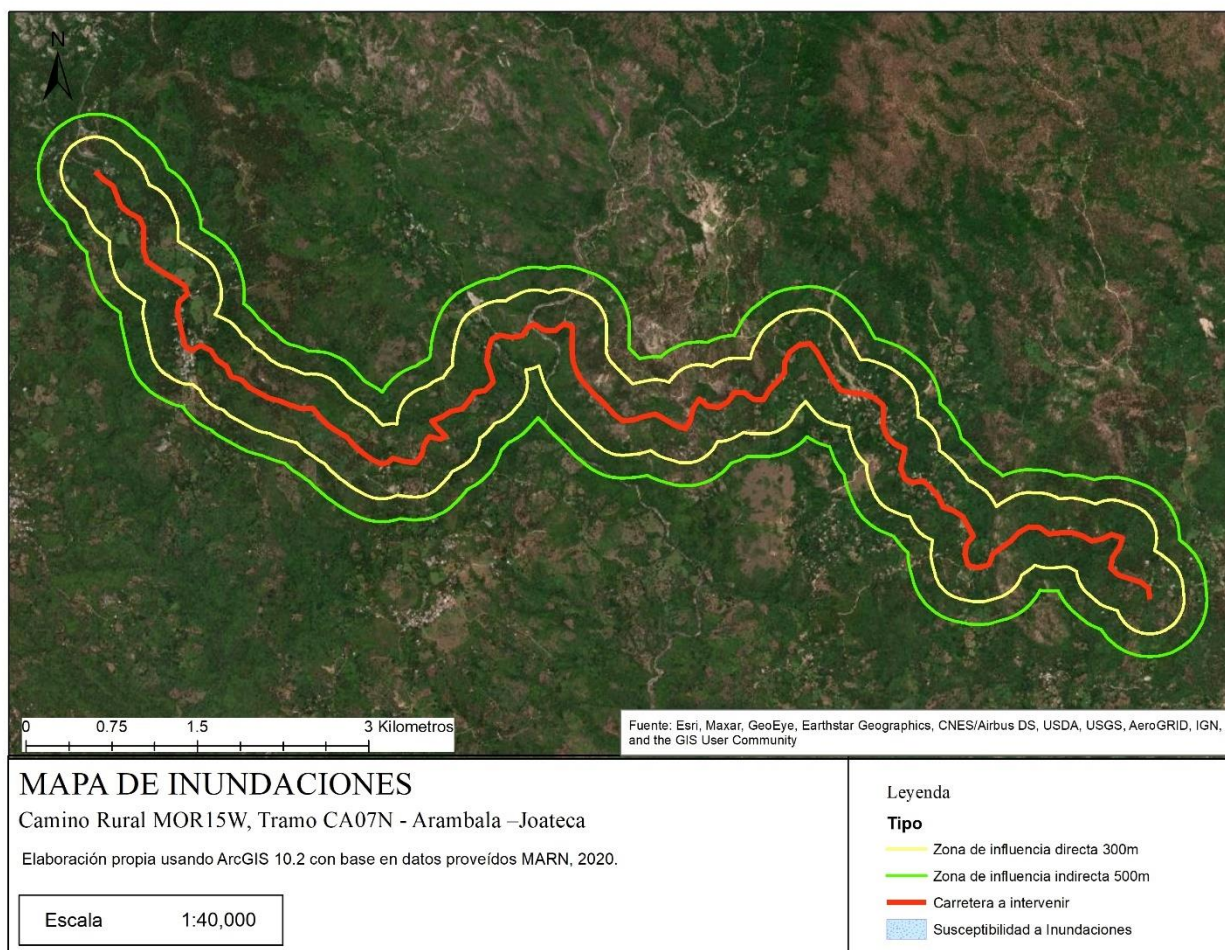 N
0 0.75 1.5 3 Kilometros
Fuente: Esri, Maxar, GeoEye, Earthstar Geographics, CNES/Airbus DS, USDA, USGS, AeroGRID, IGN,
and the GIS User Community
MAPA DE INUNDACIONES
Camino Rural MOR15W, Tramo CA07N - Arambala –Joateca
Elaboración propia usando ArcGIS 10.2 con base en datos proveídos MARN, 2020.
Escala 1:40,000
Leyenda
Tipo
Zona de influencia directa 300m
Zona de influencia indirecta 500m
Carretera a intervenir
Susceptibilidad a Inundaciones